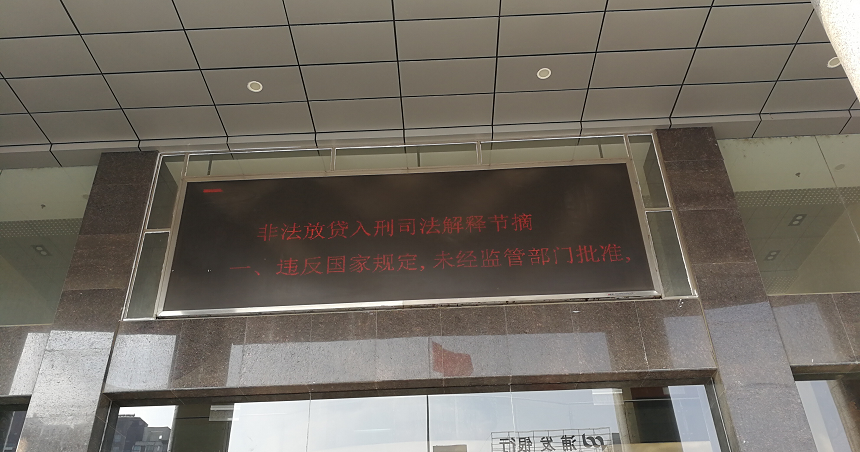 非法放贷入刑司法解释节摘
一、违反国家规定,未经监管部门批准,
浦发银行